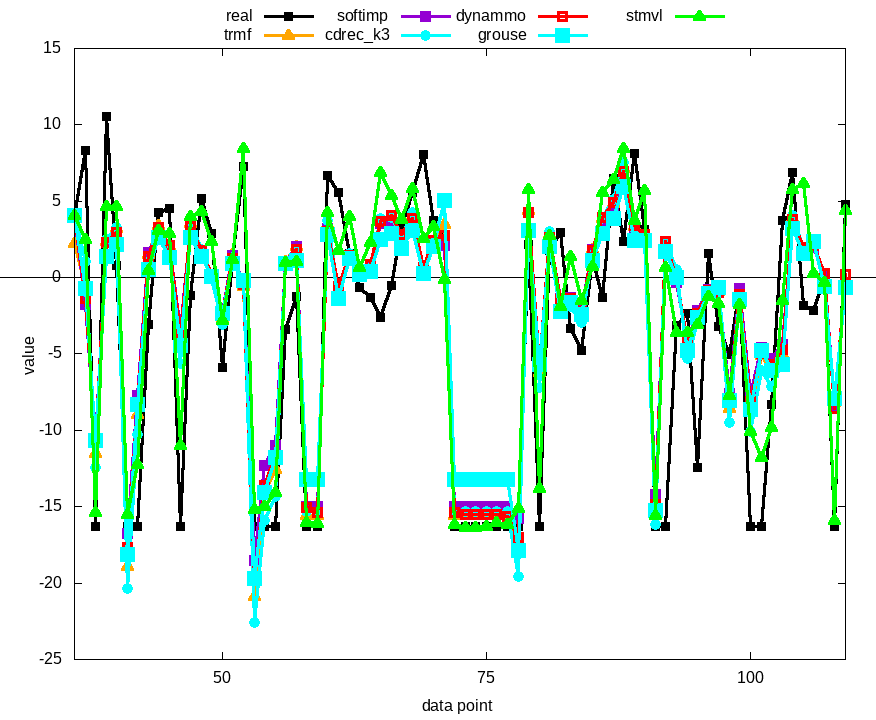 real softimp dynammo stmvl
trmf cdrec_k3 grouse
15
10
5
0
-5
-10
-15
-20
-25
value
50 75 100
data point